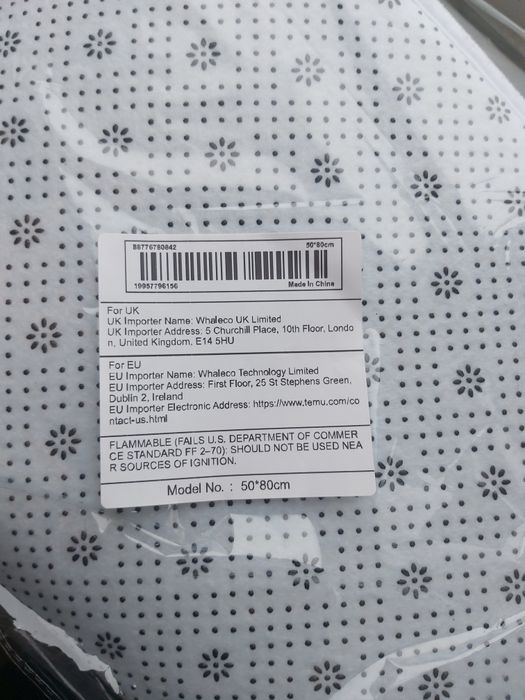 BB776780842 50*80cm
19957796156 Made In China
For UK
UK Importer Name: Whaleco UK Limited
UK Importer Address: 5 Churchill Place, 10th Floor, Londo
n, United Kingdom, E14 5HU
For EU
EU Importer Name: Whaleco Technology Limited
EU Importer Address: First Floor, 25 St Stephens Green,
Dublin 2, Ireland
EU Importer Electronic Address: https://www.temu.com/co
ntact-us.html
FLAMMABLE (FAILS U.S. DEPARTMENT OF COMMER
CE STANDARD FF 2-70): SHOULD NOT BE USED NEA
R SOURCES OF IGNITION.
Model No. : 50*80cm